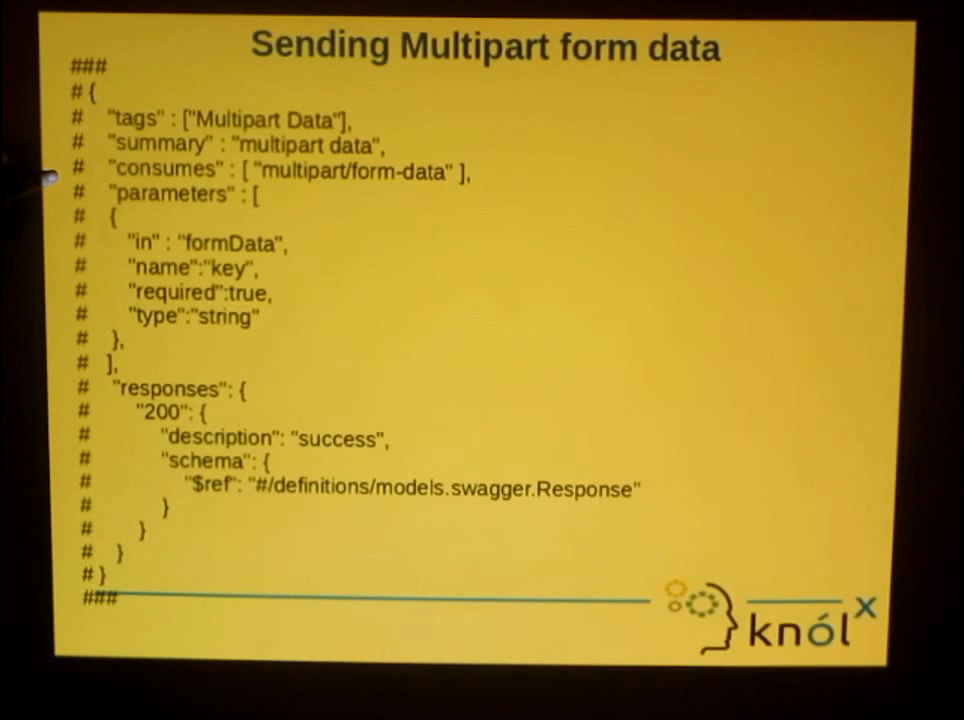 Sending Multipart form data
###
# {
# "tags" : ["Multipart Data"],
# "summary" : "multipart data",
# "consumes" : [ "multipart/form-data" ],
# "parameters" : [
# {
# "in" : "formData",
# "name":"key",
# "required":true,
# "type":"string"
# },
# ],
# "responses": {
# "200": {
# "description": "success",
# "schema": {
# "$ref": "#/definitions/models.swagger.Response"
# }
# }
# }
# }
###
knólx